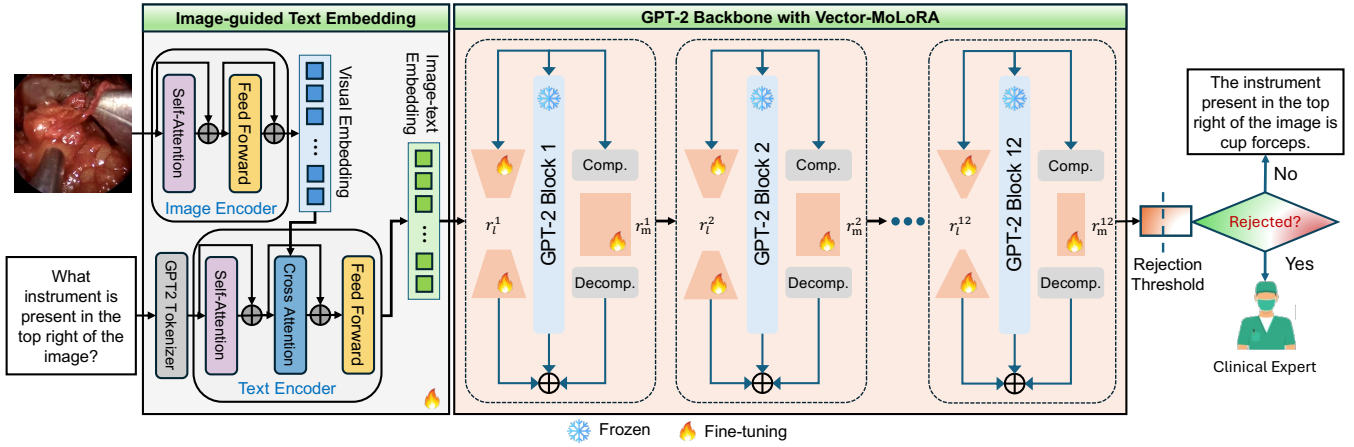 Image-guided Text Embedding
GPT-2 Backbone with Vector-MoLoRA
Self-Attention
Feed Forward
Image Encoder
Visual Embedding
Image-text
Embedding
What
instrument is
present in the
top right of the
image?
GPT2 Tokenizer
Self-Attention
Cross Attention
Feed Forward
Text Encoder
r_l^1
GPT-2 Block 1
Comp.
r_m^1
Decomp.
r_l^2
GPT-2 Block 2
Comp.
r_m^2
Decomp.
r_l^12
GPT-2 Block 12
Comp.
r_m^12
Decomp.
The instrument
present in the top
right of the image is
cup forceps.
No
Rejected?
Yes
Rejection
Threshold
Clinical Expert
Frozen
Fine-tuning